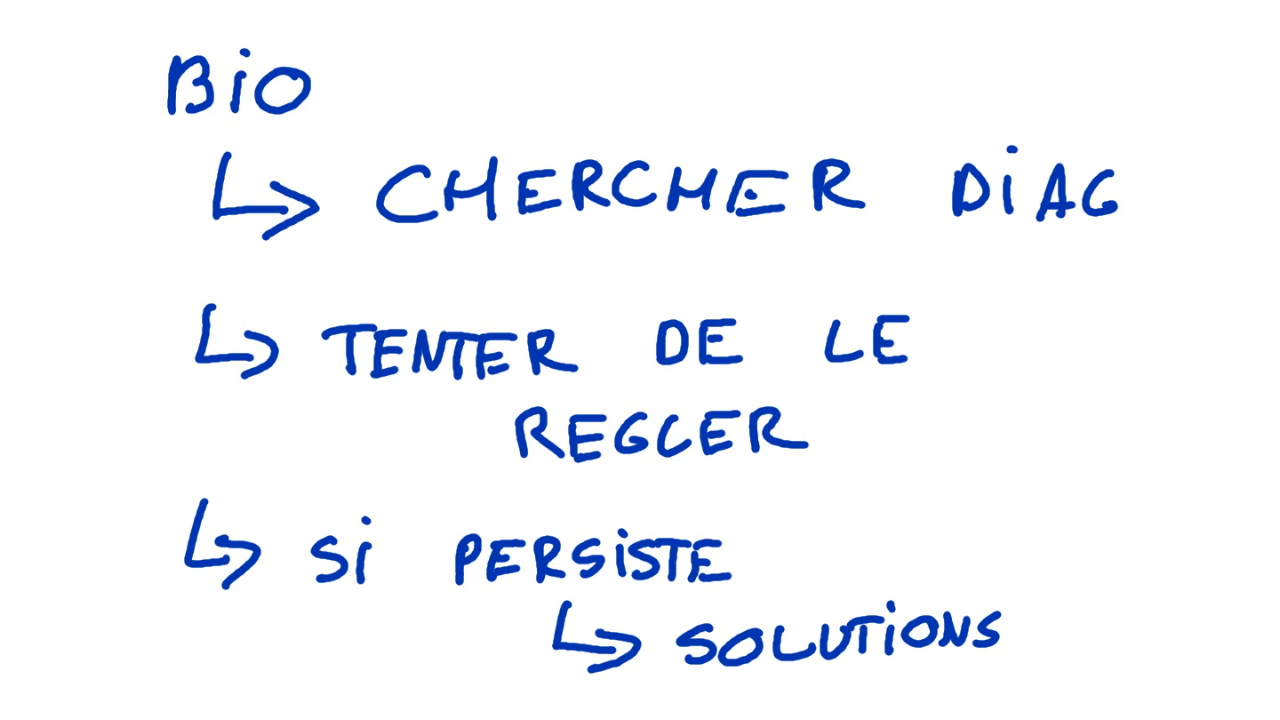 BiO
↳ CHERCHER DiAG
↳ TENTER DE LE
REGLER
↳ Si PERSiSTE
↳ SOLUTiONS